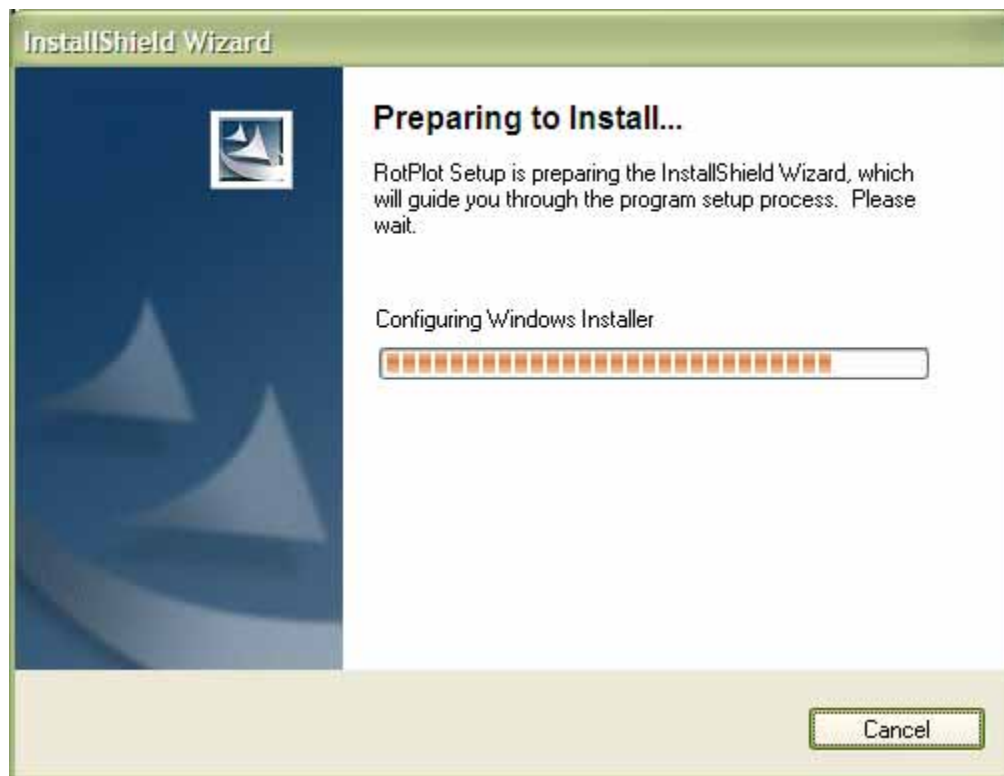 InstallShield Wizard
Preparing to Install...
RotPlot Setup is preparing the InstallShield Wizard, which
will guide you through the program setup process.  Please
wait.
Configuring Windows Installer
Cancel